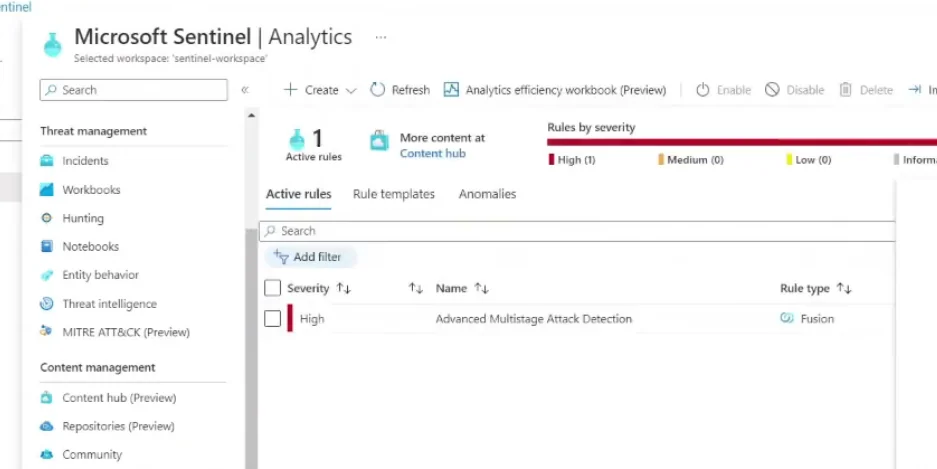 entinel
Microsoft Sentinel | Analytics ...
Selected workspace: 'sentinel-workspace'
Search
«
Create
Refresh
Analytics efficiency workbook (Preview)
Enable
Disable
Delete
Threat management
Incidents
Workbooks
Hunting
Notebooks
Entity behavior
Threat intelligence
MITRE ATT&CK (Preview)
Content management
Content hub (Preview)
Repositories (Preview)
Community
1
Active rules
More content at
Content hub
Rules by severity
High (1)
Medium (0)
Low (0)
Informa
Active rules
Rule templates
Anomalies
Search
Add filter
Severity ↑↓ ↑↓ Name ↑↓ Rule type ↑↓
High Advanced Multistage Attack Detection Fusion